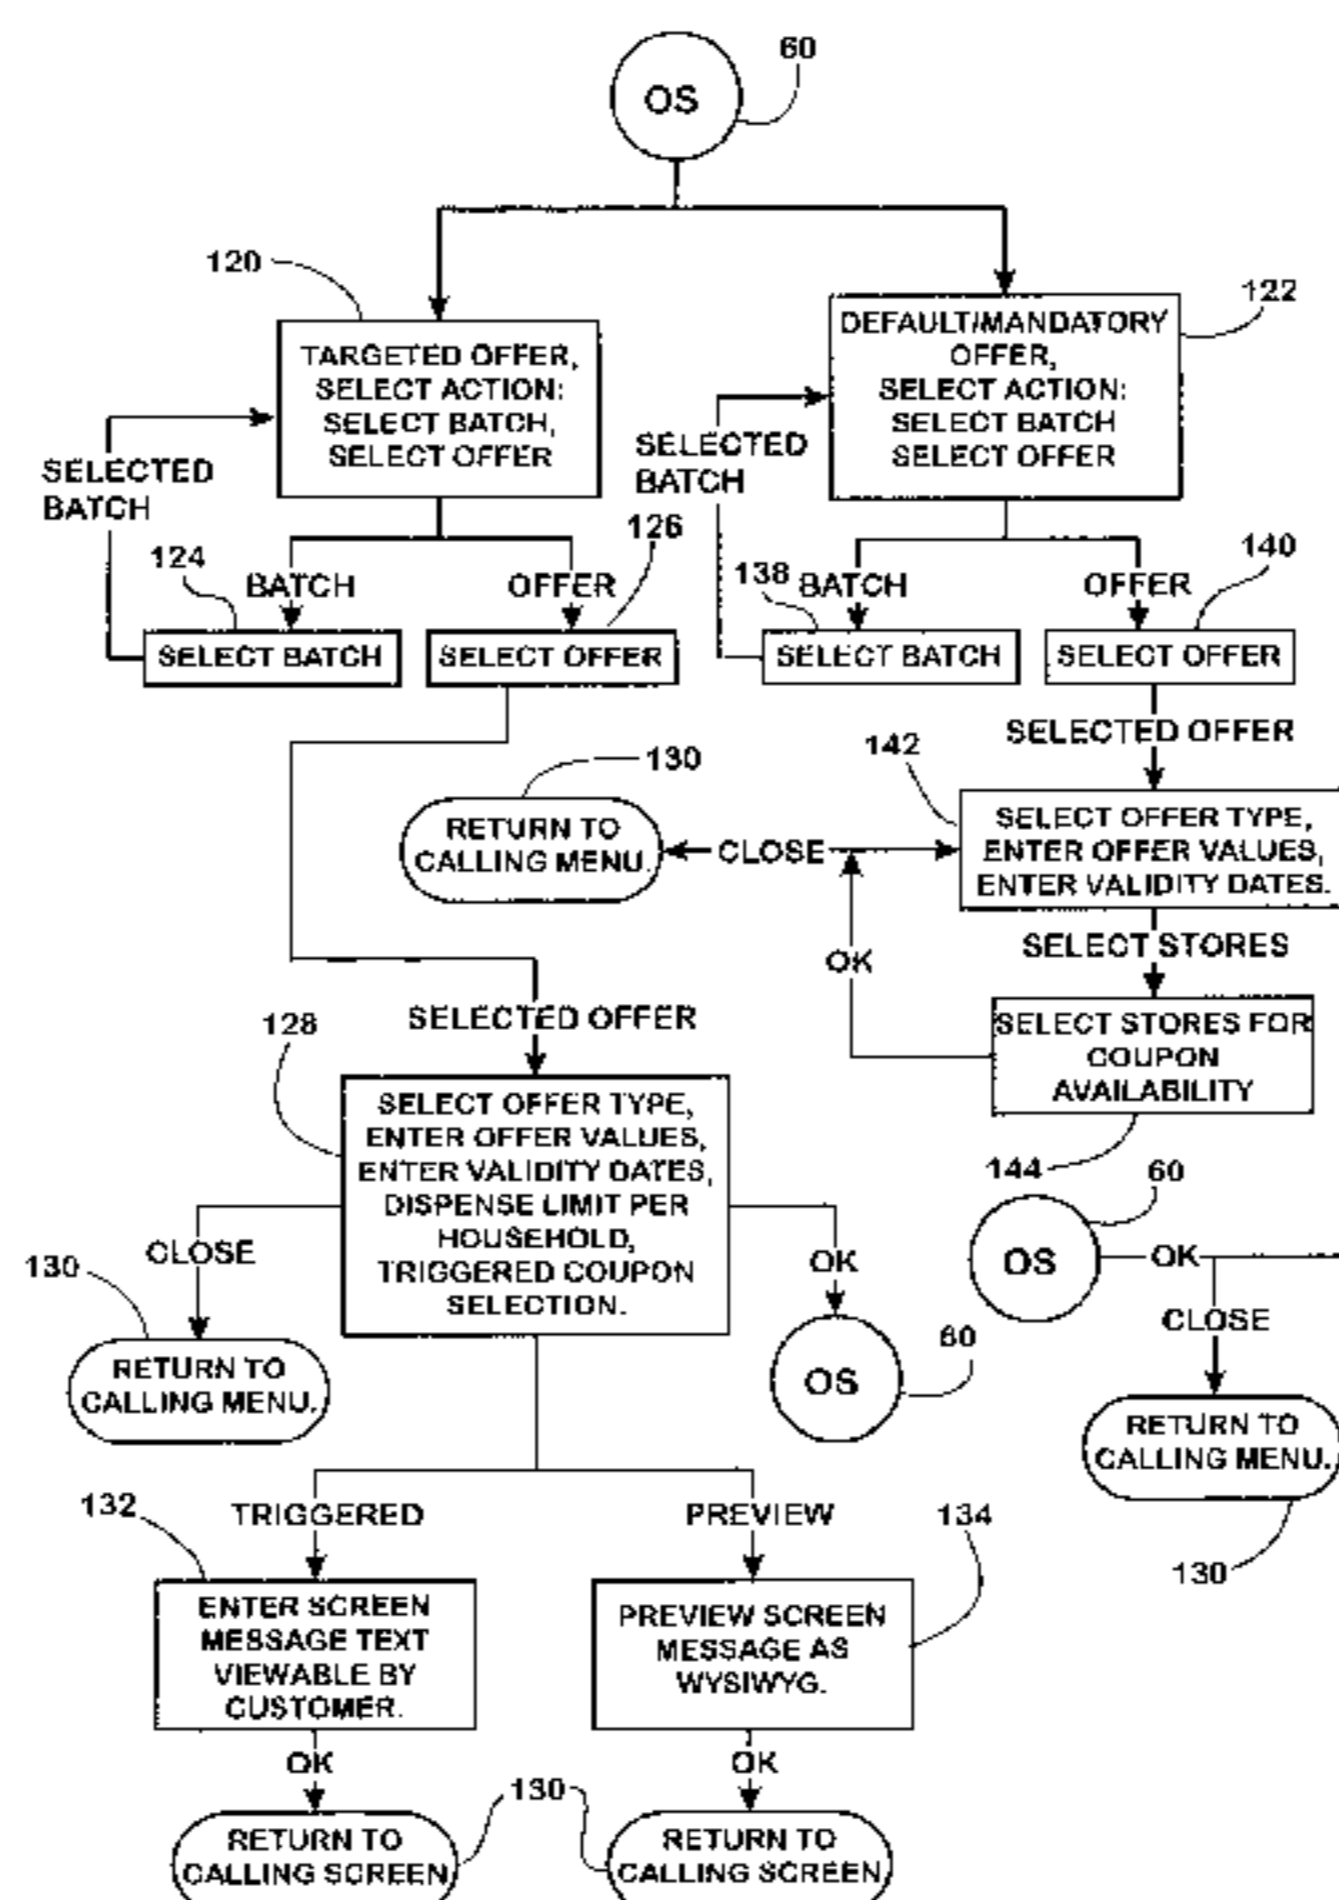 60
OS
120
122
TARGETED OFFER,
SELECT ACTION:
SELECT BATCH,
SELECT OFFER
DEFAULT/MANDATORY
OFFER,
SELECT ACTION:
SELECT BATCH
SELECT OFFER
SELECTED
BATCH
SELECTED
BATCH
124
BATCH
OFFER
126
138
BATCH
OFFER
140
SELECT BATCH
SELECT OFFER
SELECT BATCH
SELECT OFFER
SELECTED OFFER
130
142
RETURN TO
CALLING MENU.
CLOSE
SELECT OFFER TYPE,
ENTER OFFER VALUES,
ENTER VALIDITY DATES.
OK
SELECT STORES
128
SELECTED OFFER
SELECT STORES FOR
COUPON
AVAILABILITY
144
SELECT OFFER TYPE,
ENTER OFFER VALUES,
ENTER VALIDITY DATES,
DISPENSE LIMIT PER
HOUSEHOLD,
TRIGGERED COUPON
SELECTION.
60
OS
OK
CLOSE
130
CLOSE
OK
RETURN TO
CALLING MENU.
OS
60
RETURN TO
CALLING MENU.
130
132
TRIGGERED
PREVIEW
134
ENTER SCREEN
MESSAGE TEXT
VIEWABLE BY
CUSTOMER.
PREVIEW SCREEN
MESSAGE AS
WYSIWYG.
OK
OK
130
RETURN TO
CALLING SCREEN
RETURN TO
CALLING SCREEN